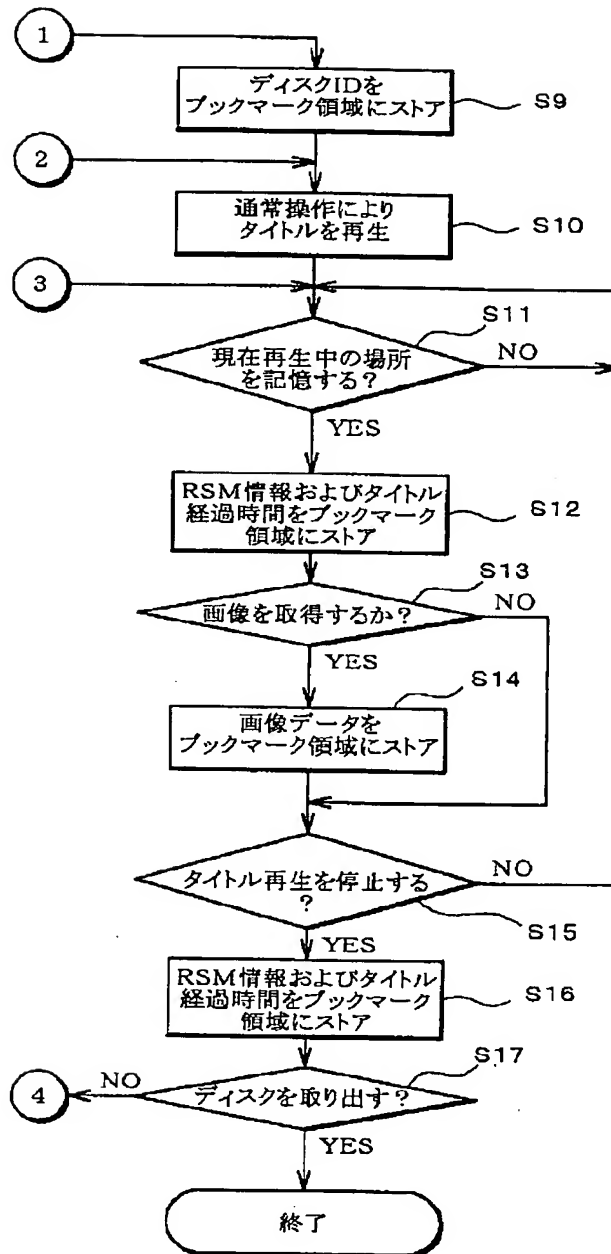 1
ディスクIDを
ブックマーク領域にストア
S9
2
通常操作により
タイトルを再生
S10
3
S11
現在再生中の場所
を記憶する?
NO
YES
RSM情報およびタイトル
経過時間をブックマーク
領域にストア
S12
S13
画像を取得するか?
NO
YES
S14
画像データを
ブックマーク領域にストア
タイトル再生を停止する
?
NO
S15
YES
RSM情報およびタイトル
経過時間をブックマーク
領域にストア
S16
S17
4
NO
ディスクを取り出す?
YES
終了